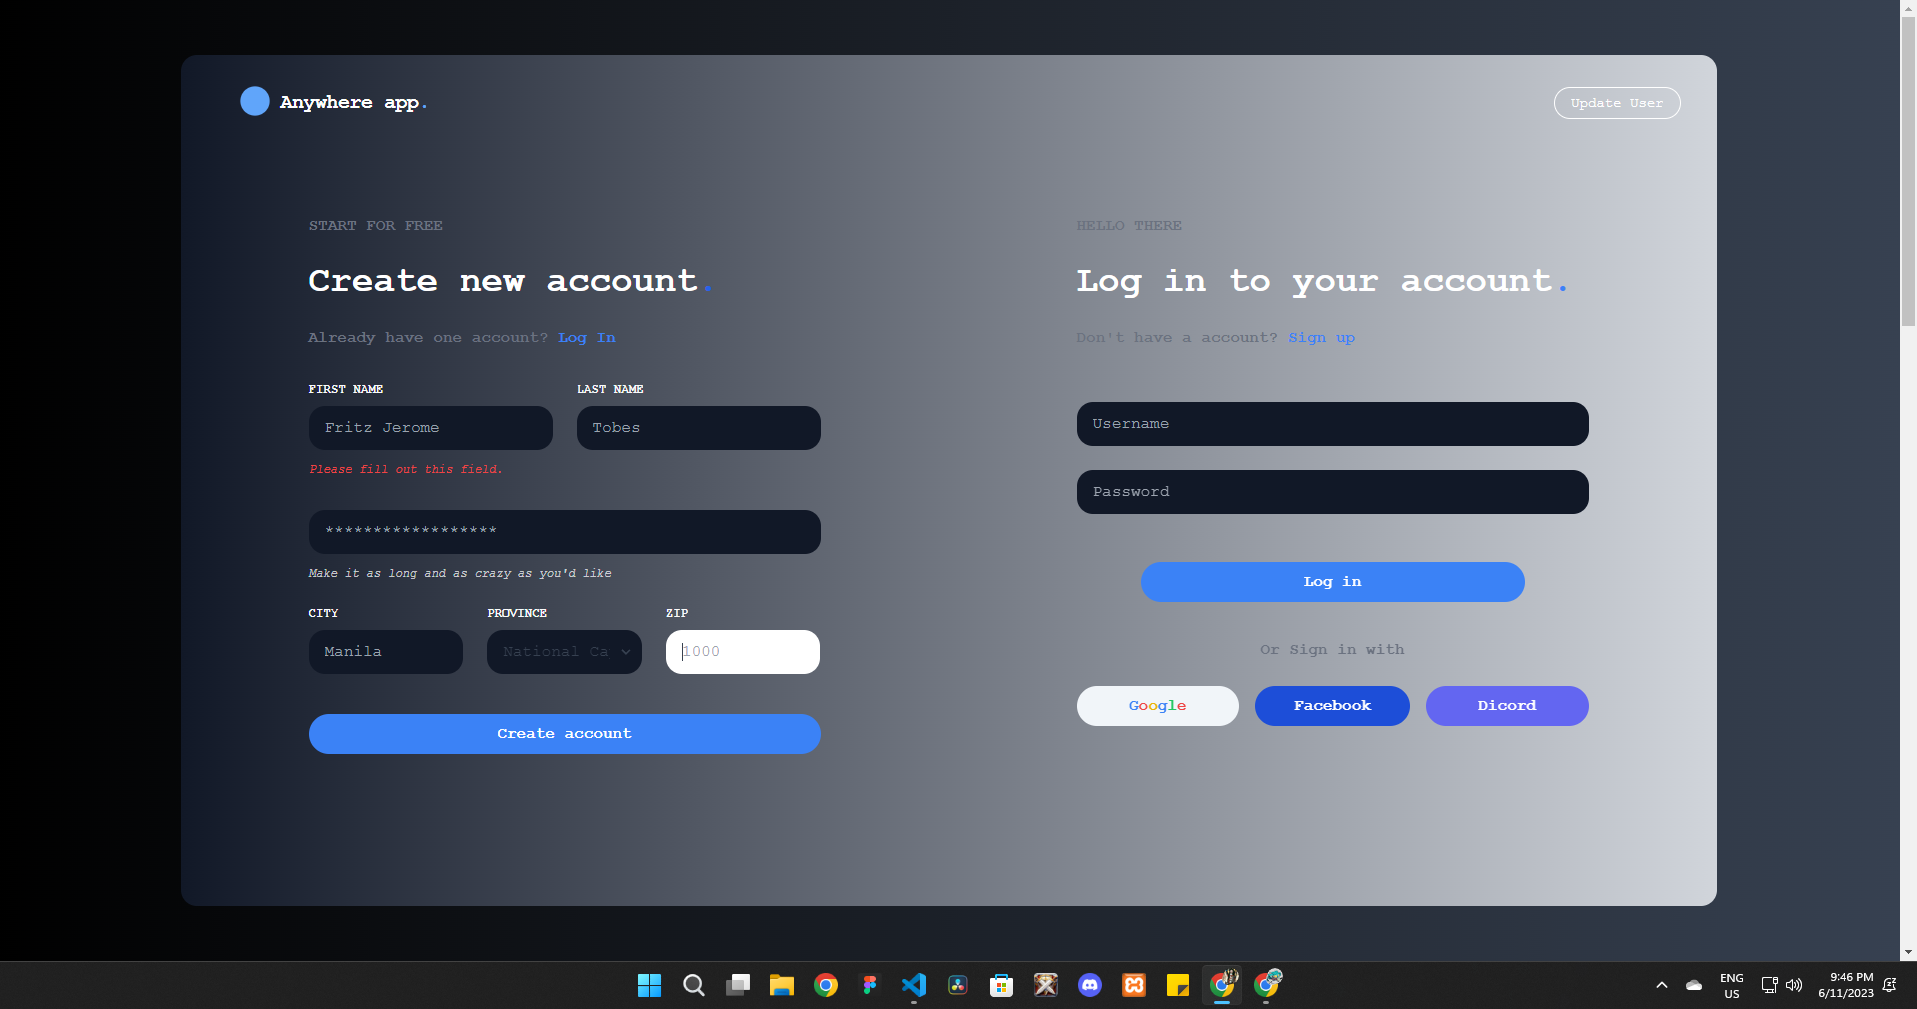 Anywhere app.
Update User
START FOR FREE
Create new account.
Already have one account? Log In
FIRST NAME
LAST NAME
Fritz Jerome
Tobes
Please fill out this field.
******************
Make it as long and as crazy as you'd like
CITY
PROVINCE
ZIP
Manila
National Ca
1000
Create account
HELLO THERE
Log in to your account.
Don't have a account? Sign up
Username
Password
Log in
Or Sign in with
Google
Facebook
Dicord
ENG
US
9:46 PM
6/11/2023